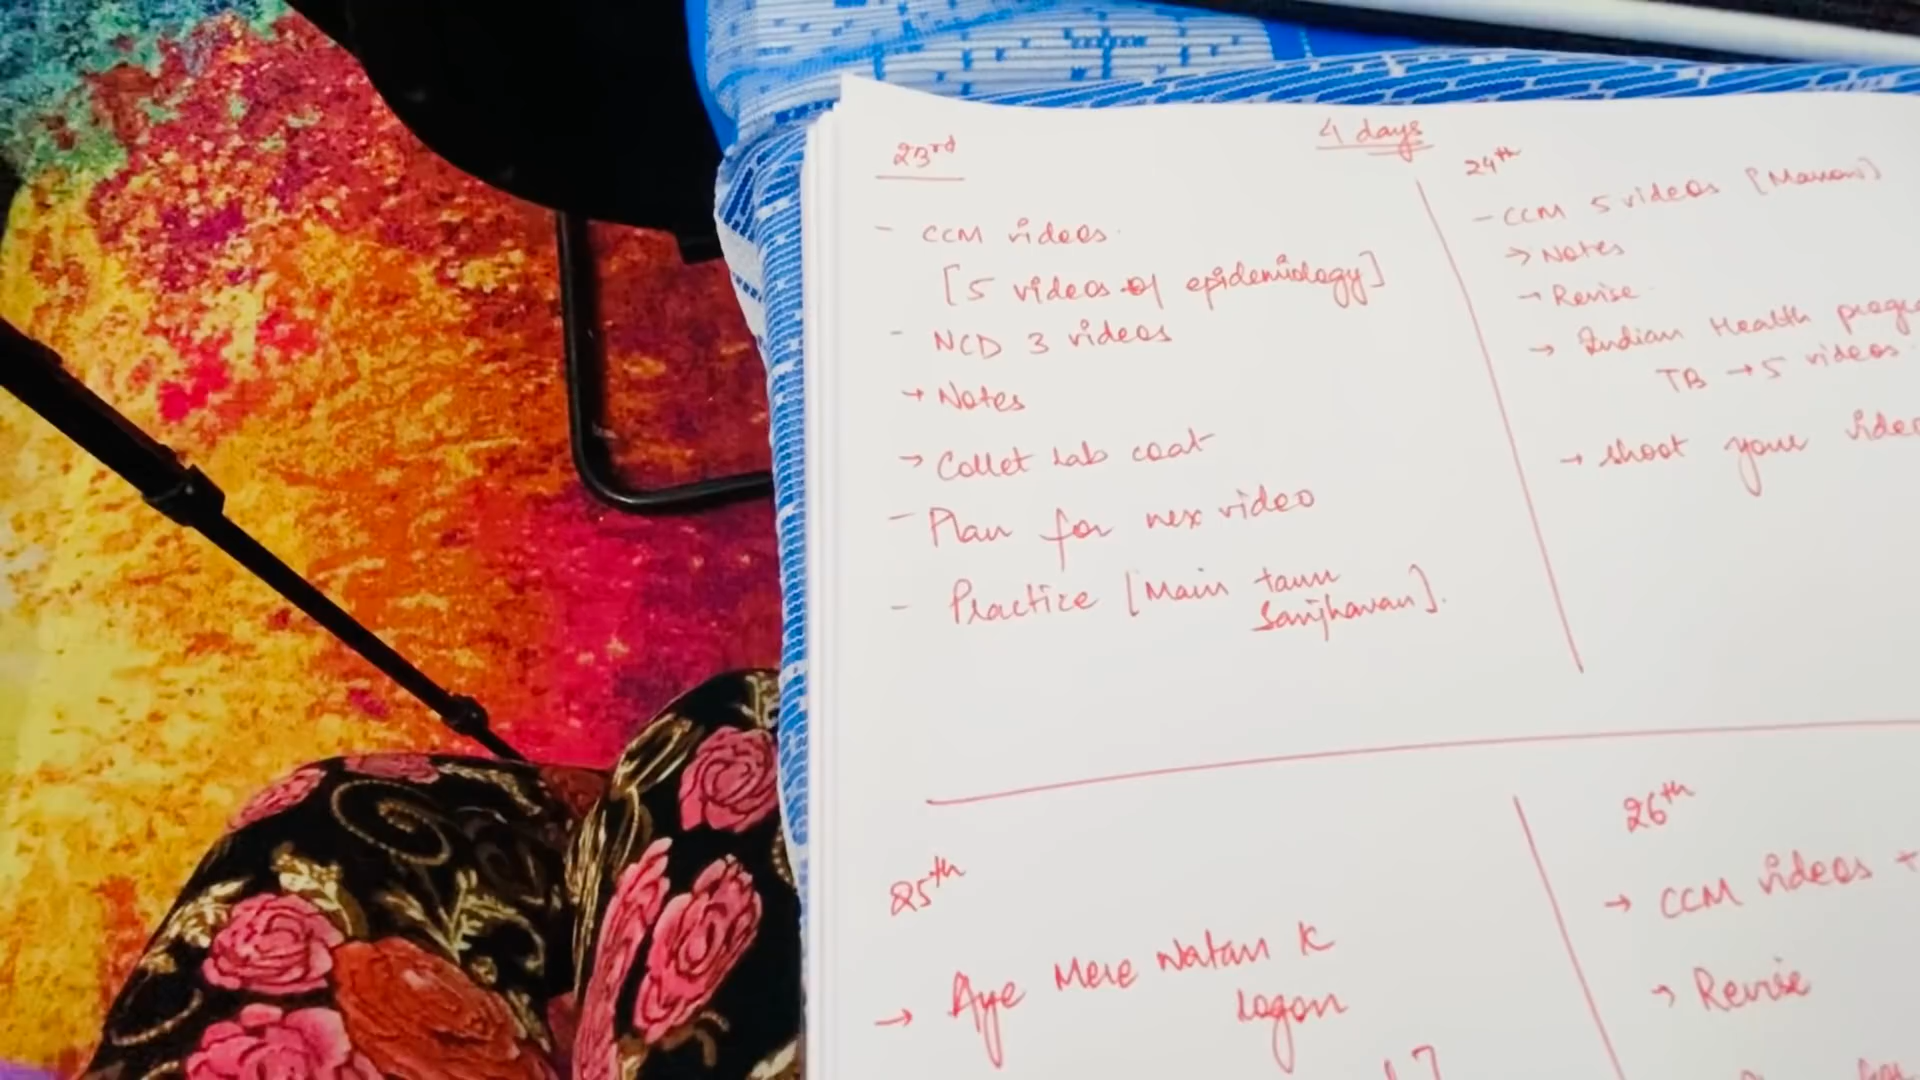 4 days
23rd
- CCM videos
[5 videos of epidemiology]
- NCD 3 videos
→ Notes
→ Collet Lab coat
- Plan for nex video
- Practice [Main taun
Sanjhavan].
24th
- CCM 5 videos
→ Notes
→ Revise
→ Indian Health
TB → 5 videos
→ shoot your
25th
→ Aye Mere Watan K
Logon
26th
→ CCM videos +
→ Revise